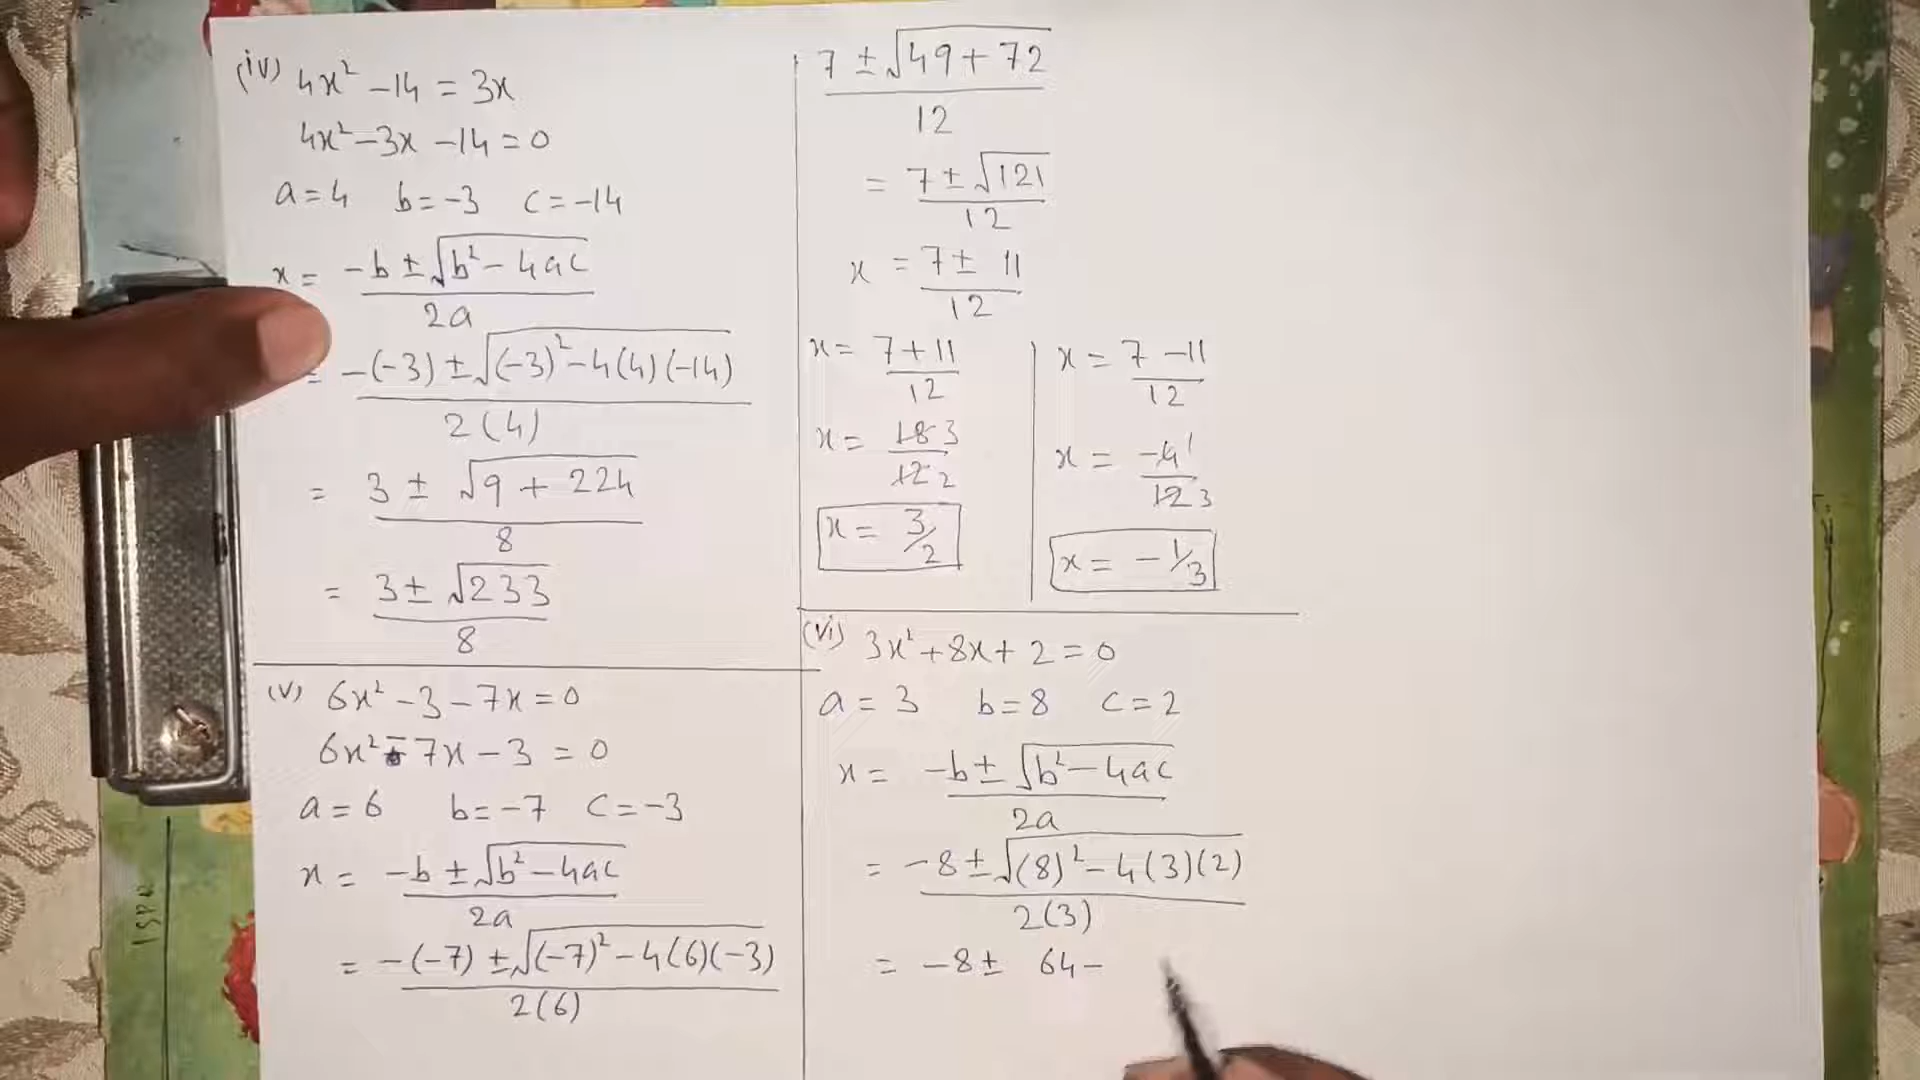 (iv) 4x² - 14 = 3x
4x² - 3x - 14 = 0
a = 4 b = -3 c = -14
x = -b ± √b² - 4ac
2a
= -(-3) ± √(-3)² - 4(4)(-14)
2(4)
= 3 ± √9 + 224
8
= 3 ± √233
8
(v) 6x² - 3 - 7x = 0
6x² - 7x - 3 = 0
a = 6 b = -7 c = -3
x = -b ± √b² - 4ac
2a
= -(-7) ± √(-7)² - 4(6)(-3)
2(6)
7 ± √49 + 72
12
= 7 ± √121
12
x = 7 ± 11
12
x = 7 + 11
12
x = 18 3
12 2
x = 3/2
x = 7 - 11
12
x = -4 1
12 3
x = -1/3
(vi) 3x² + 8x + 2 = 0
a = 3 b = 8 c = 2
x = -b ± √b² - 4ac
2a
= -8 ± √(8)² - 4(3)(2)
2(3)
= -8 ± 64 -